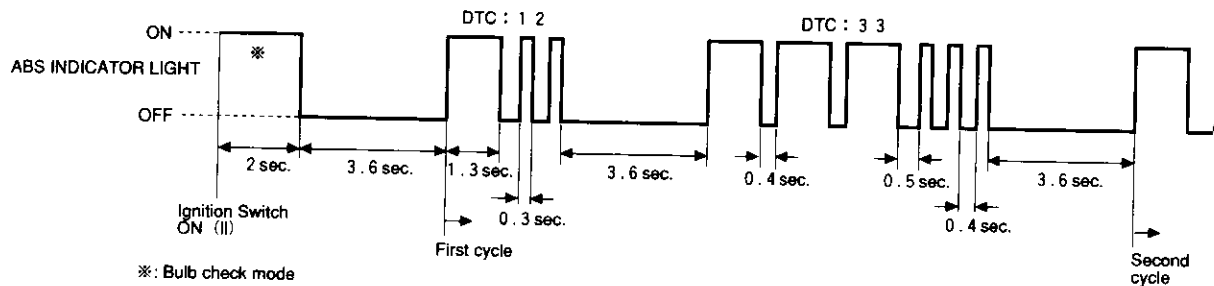 DTC : 1 2
DTC : 3 3
ON
※
ABS INDICATOR LIGHT
OFF
2 sec.
3.6 sec.
1.3 sec.
3.6 sec.
0.4 sec.
0.5 sec.
3.6 sec.
0.3 sec.
0.4 sec.
Ignition Switch
ON (II)
First cycle
Second
cycle
※: Bulb check mode